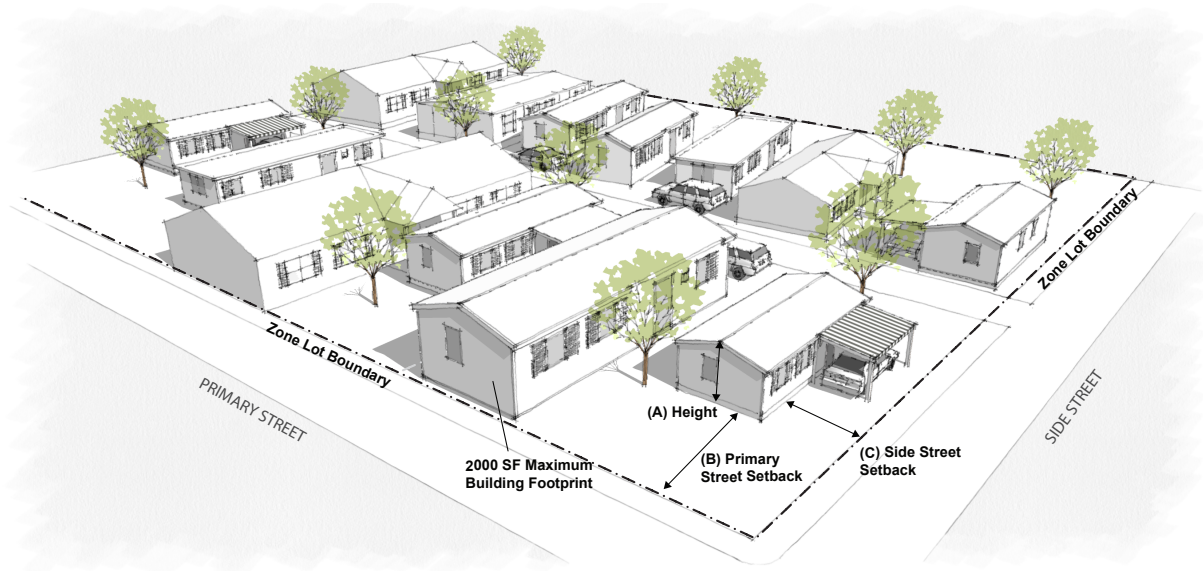 Zone Lot Boundary
Zone Lot Boundary
PRIMARY STREET
SIDE STREET
(A) Height
(B) Primary
Street Setback
(C) Side Street
Setback
2000 SF Maximum
Building Footprint